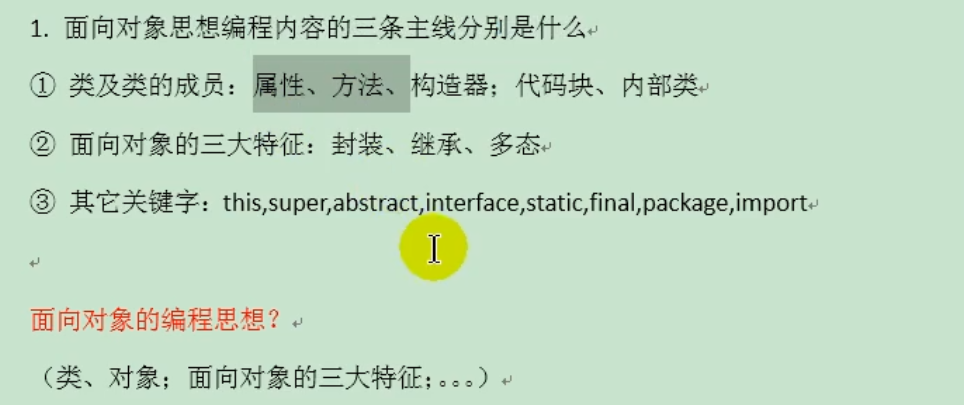 1. 面向对象思想编程内容的三条主线分别是什么
① 类及类的成员：属性、方法、构造器；代码块、内部类
② 面向对象的三大特征：封装、继承、多态
③ 其它关键字：this,super,abstract,interface,static,final,package,import
面向对象的编程思想？
（类、对象；面向对象的三大特征;。。。）